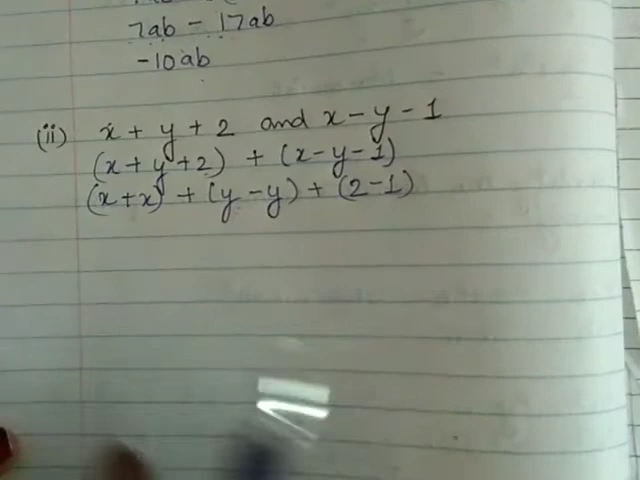 7ab - 17ab
-10ab
(ii) x + y + 2 and x - y - 1
(x + y + 2) + (x - y - 1)
(x + x) + (y - y) + (2 - 1)